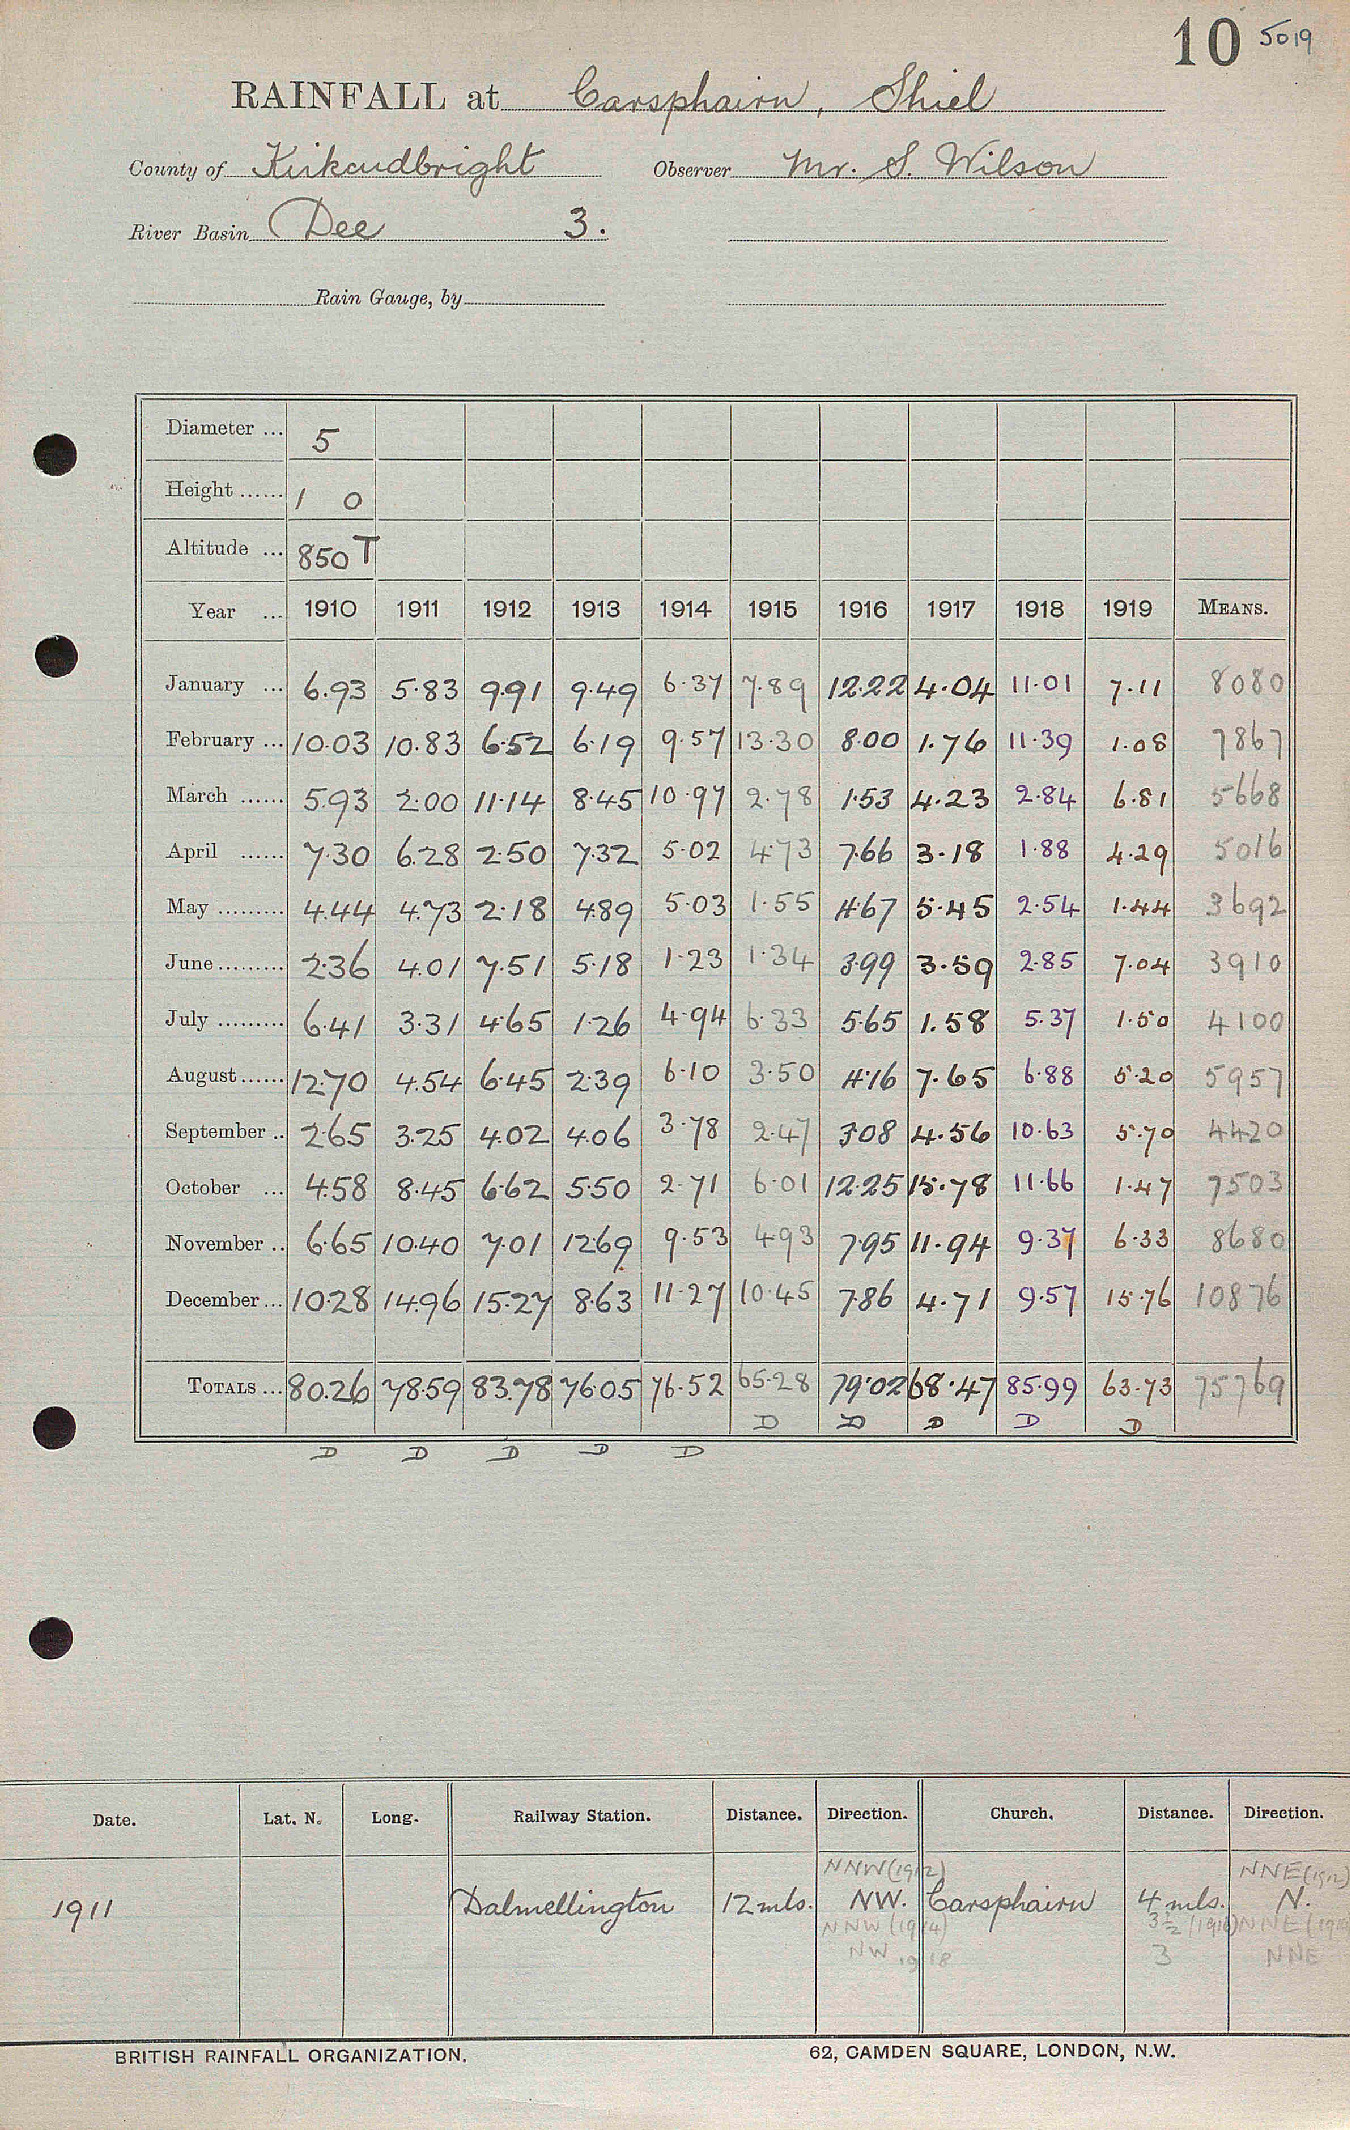 10 5019
RAINFALL at Carsphairn, Shiel
County of Kirkcudbright Observer Mr. S. Wilson
River Basin Dee 3.
Rain Gauge, by
Diameter ... 5
Height ...... 1 0
Altitude ... 850 T
Year ... 1910 1911 1912 1913 1914 1915 1916 1917 1918 1919 MEANS.
January ... 6.93 5.83 9.91 9.49 6.37 7.89 12.22 4.04 11.01 7.11 8080
February ... 10.03 10.83 6.52 6.19 9.57 13.30 8.00 1.76 11.39 1.08 7867
March ...... 5.93 2.00 11.14 8.45 10.97 2.78 1.53 4.23 2.84 6.81 5668
April ...... 7.30 6.28 2.50 7.32 5.02 4.73 7.66 3.18 1.88 4.29 5016
May ......... 4.44 4.73 2.18 4.89 5.03 1.55 4.67 5.45 2.54 1.44 3692
June ......... 2.36 4.01 7.51 5.18 1.23 1.34 3.99 3.59 2.85 7.04 3910
July ......... 6.41 3.31 4.65 1.26 4.94 6.33 5.65 1.58 5.37 1.50 4100
August ...... 12.70 4.54 6.45 2.39 6.10 3.50 4.16 7.65 6.88 5.20 5957
September .. 2.65 3.25 4.02 4.06 3.78 2.47 3.08 4.56 10.63 5.70 4420
October ... 4.58 8.45 6.62 5.50 2.71 6.01 12.25 15.78 11.66 1.47 7503
November .. 6.65 10.40 7.01 12.69 9.53 4.93 7.95 11.94 9.37 6.33 8680
December ... 10.28 14.96 15.27 8.63 11.27 10.45 7.86 4.71 9.57 15.76 10876
TOTALS ... 80.26 78.59 83.78 76.05 76.52 65.28 79.02 68.47 85.99 63.73 75769
D D D D D
D D D D D
Date. Lat. N. Long. Railway Station. Distance. Direction. Church. Distance. Direction.
NNW (1912) NNE (1912)
1911 Dalmellington 12 mls. NW. Carsphairn 4 mls. N.
NNW (1914) 3½ NNE
NW 1918 3 NNE
BRITISH RAINFALL ORGANIZATION. 62, CAMDEN SQUARE, LONDON, N.W.